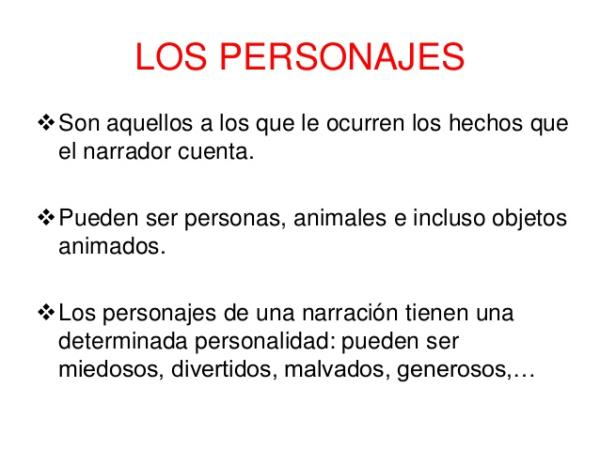 LOS PERSONAJES
❖Son aquellos a los que le ocurren los hechos que
el narrador cuenta.
❖Pueden ser personas, animales e incluso objetos
animados.
❖Los personajes de una narración tienen una
determinada personalidad: pueden ser
miedosos, divertidos, malvados, generosos,…